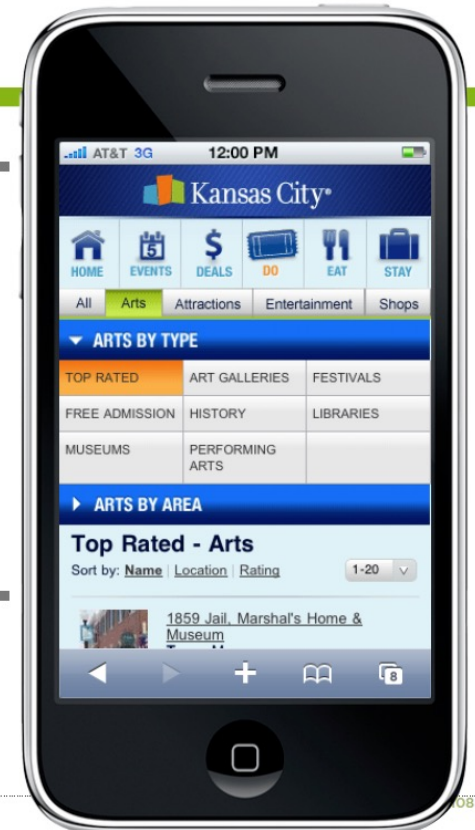 AT&T 3G 12:00 PM
Kansas City®
5
HOME EVENTS DEALS DO EAT STAY
All Arts Attractions Entertainment Shops
ARTS BY TYPE
TOP RATED ART GALLERIES FESTIVALS
FREE ADMISSION HISTORY LIBRARIES
MUSEUMS PERFORMING
ARTS
ARTS BY AREA
Top Rated - Arts
Sort by: Name | Location | Rating 1-20
1859 Jail, Marshal's Home &
Museum
8